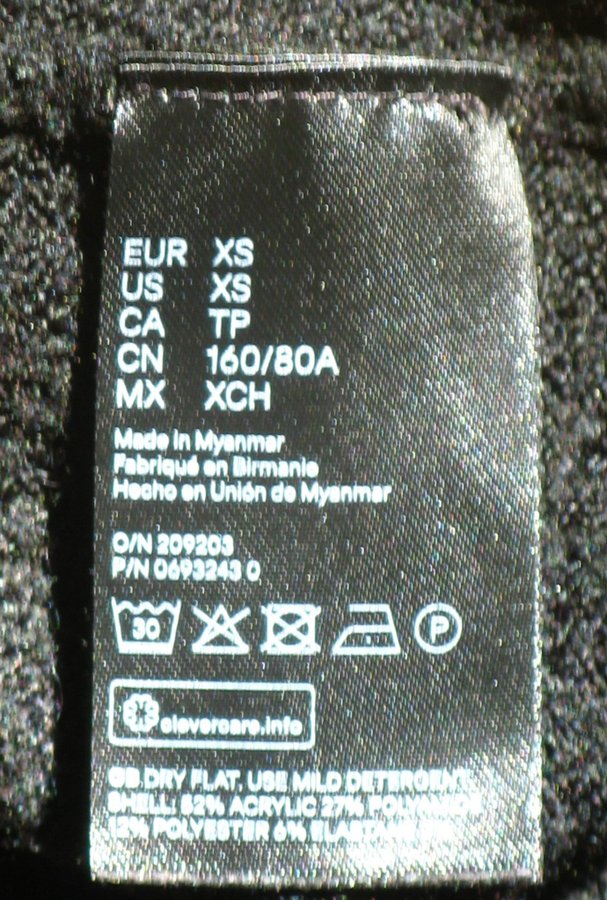 EUR XS
US XS
CA TP
CN 160/80A
MX XCH
Made in Myanmar
Fabriqué en Birmanie
Hecho en Unión de Myanmar
O/N 209203
P/N 0693243 0
30
P
clevercare.info
GB.DRY FLAT. USE MILD DETERGENT.
SHELL: 52% ACRYLIC 27% POLYAMIDE
12% POLYESTER 6% ELASTANE